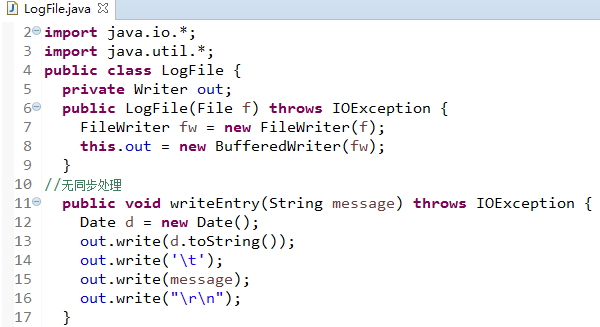 LogFile.java
2 import java.io.*;
3 import java.util.*;
4 public class LogFile {
5   private Writer out;
6   public LogFile(File f) throws IOException {
7     FileWriter fw = new FileWriter(f);
8     this.out = new BufferedWriter(fw);
9   }
10 //无同步处理
11   public void writeEntry(String message) throws IOException {
12     Date d = new Date();
13     out.write(d.toString());
14     out.write('\t');
15     out.write(message);
16     out.write("\r\n");
17   }